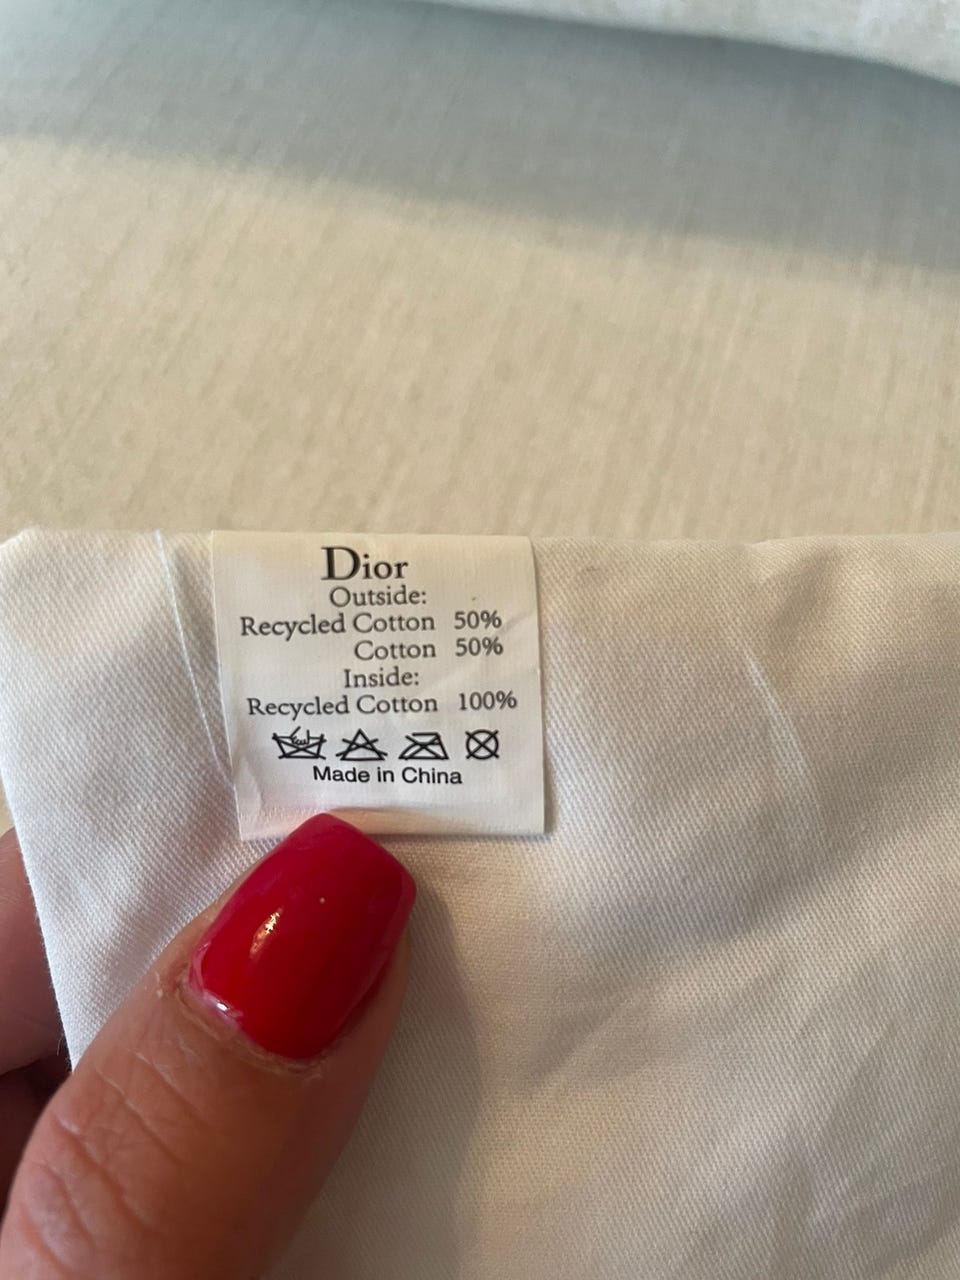 Dior
Outside:
Recycled Cotton 50%
Cotton 50%
Inside:
Recycled Cotton 100%
Made in China